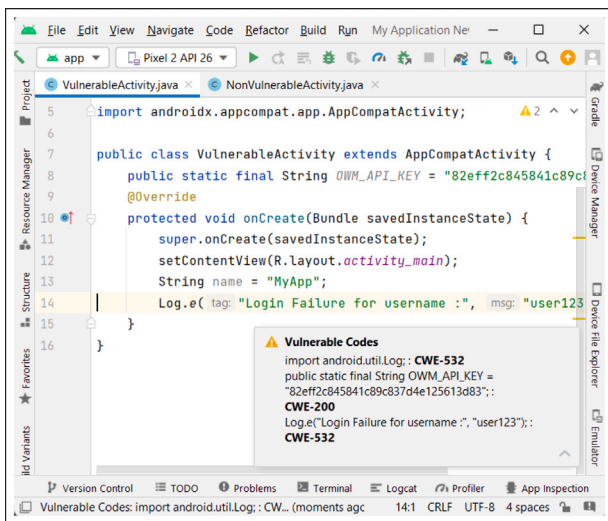 File Edit View Navigate Code Refactor Build Run My Application Ne
app Pixel 2 API 26
VulnerableActivity.java NonVulnerableActivity.java
Project
Resource Manager
Structure
Favorites
ild Variants
5 import androidx.appcompat.app.AppCompatActivity; 2
6
7 public class VulnerableActivity extends AppCompatActivity {
8 public static final String OWM_API_KEY = "82eff2c845841c89c8
9 @Override
10 protected void onCreate(Bundle savedInstanceState) {
11 super.onCreate(savedInstanceState);
12 setContentView(R.layout.activity_main);
13 String name = "MyApp";
14 Log.e( tag: "Login Failure for username :", msg: "user123
15 }
16 }
Vulnerable Codes
import android.util.Log; : CWE-532
public static final String OWM_API_KEY =
"82eff2c845841c89c837d4e125613d83"; :
CWE-200
Log.e("Login Failure for username :", "user123"); :
CWE-532
Gradle
Device Manager
Device File Explorer
Emulator
Version Control TODO Problems Terminal Logcat Profiler App Inspection
Vulnerable Codes: import android.util.Log; : CW... (moments agc 14:1 CRLF UTF-8 4 spaces